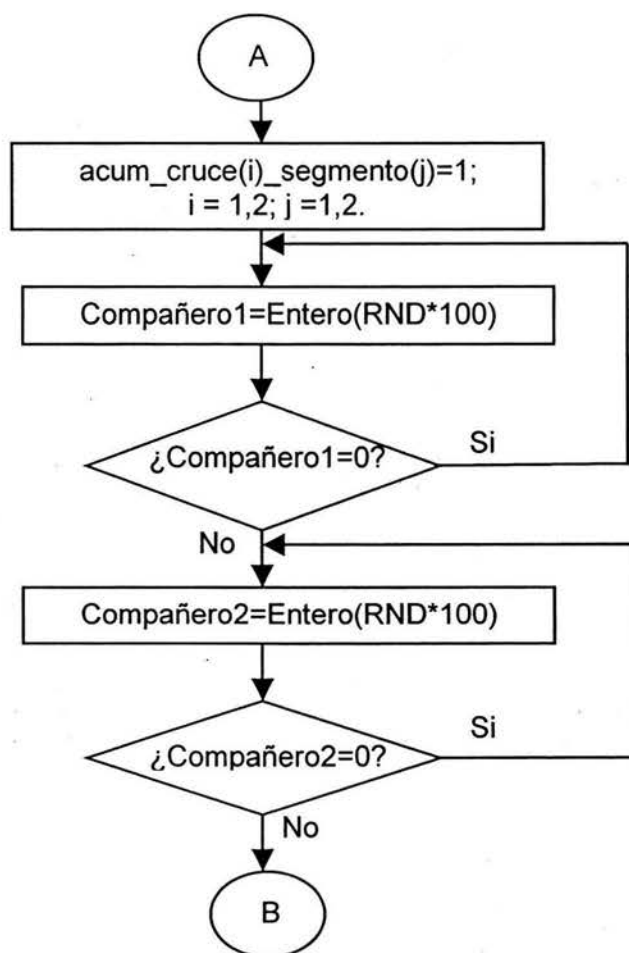 A
acum_cruce(i)_segmento(j)=1;
i = 1,2; j =1,2.
Compañero1=Entero(RND*100)
¿Compañero1=0?
Si
No
Compañero2=Entero(RND*100)
¿Compañero2=0?
Si
No
B